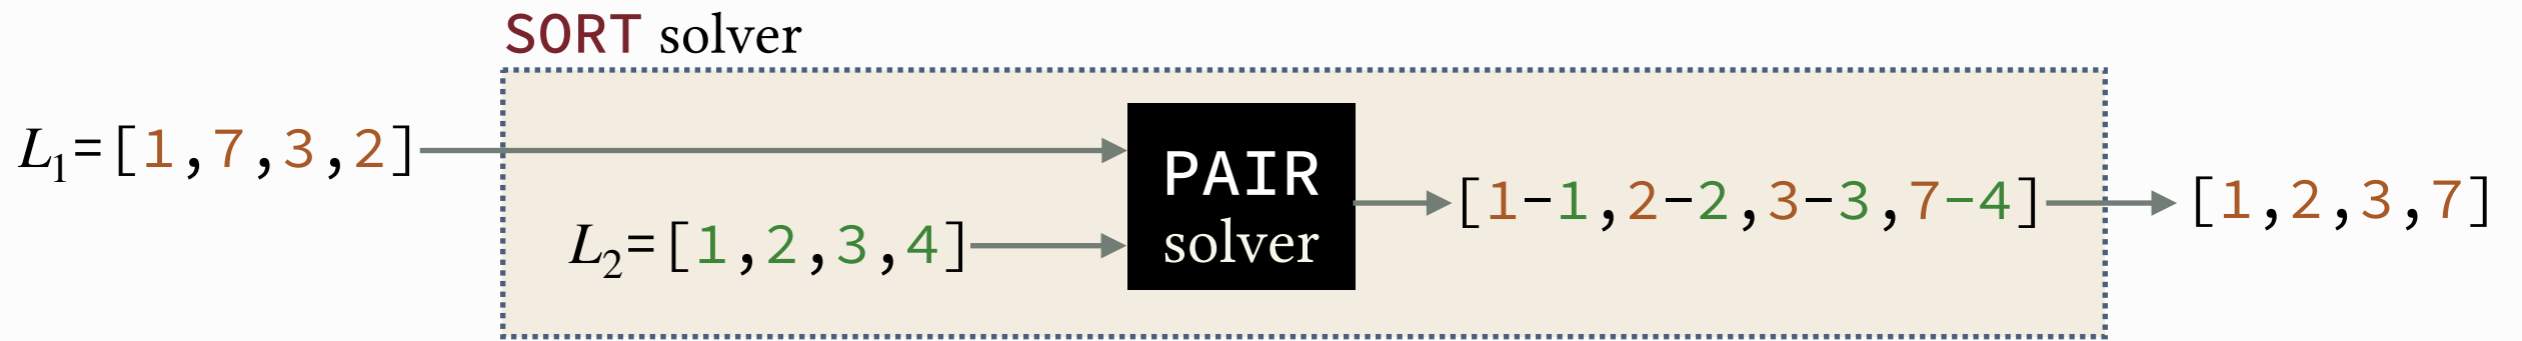 SORT solver
L₁=[1,7,3,2]
L₂=[1,2,3,4]
PAIR
solver
[1-1,2-2,3-3,7-4]
[1,2,3,7]